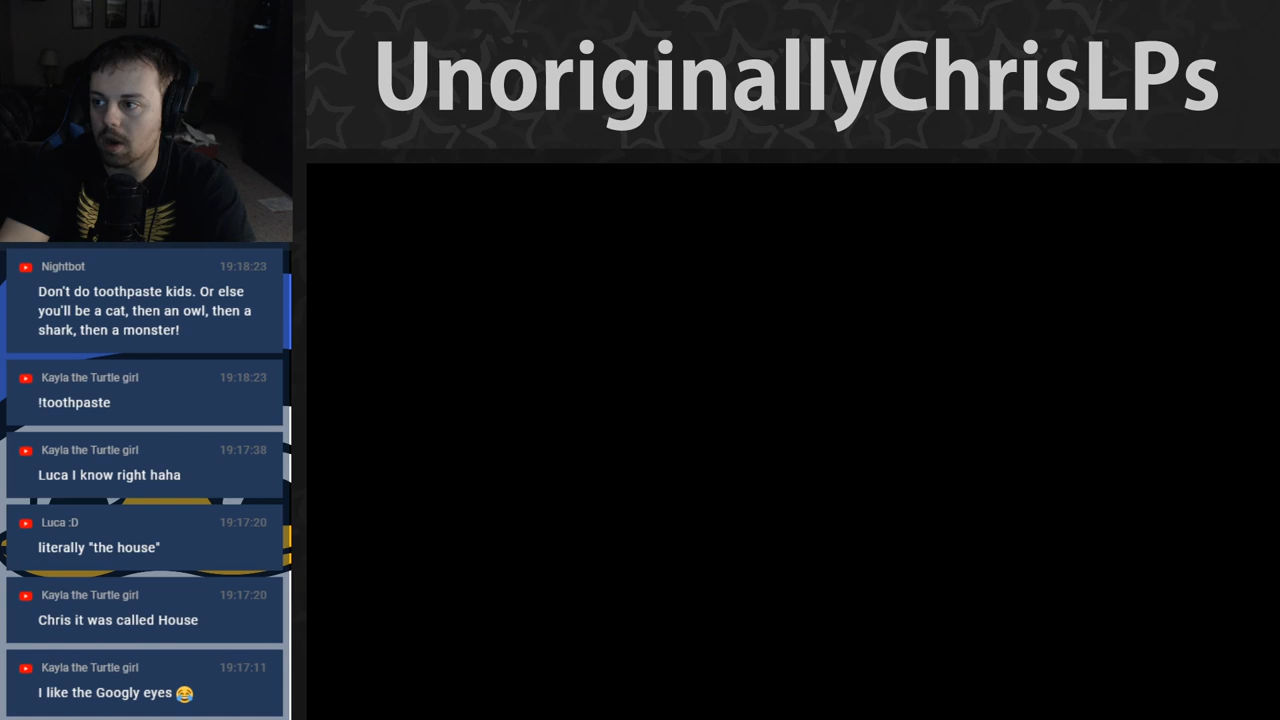 UnoriginallyChrisLPs
Nightbot 19:18:23
Don't do toothpaste kids. Or else
you'll be a cat, then an owl, then a
shark, then a monster!
Kayla the Turtle girl 19:18:23
!toothpaste
Kayla the Turtle girl 19:17:38
Luca I know right haha
Luca :D 19:17:20
literally "the house"
Kayla the Turtle girl 19:17:20
Chris it was called House
Kayla the Turtle girl 19:17:11
I like the Googly eyes 😂